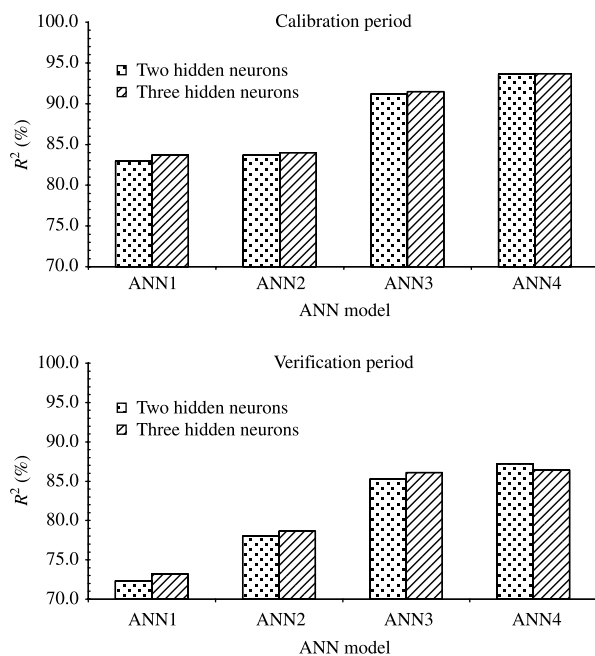 Calibration period
100.0
95.0
90.0
85.0
80.0
75.0
70.0
R² (%)
Two hidden neurons
Three hidden neurons
ANN1 ANN2 ANN3 ANN4
ANN model
Verification period
100.0
95.0
90.0
85.0
80.0
75.0
70.0
R² (%)
Two hidden neurons
Three hidden neurons
ANN1 ANN2 ANN3 ANN4
ANN model